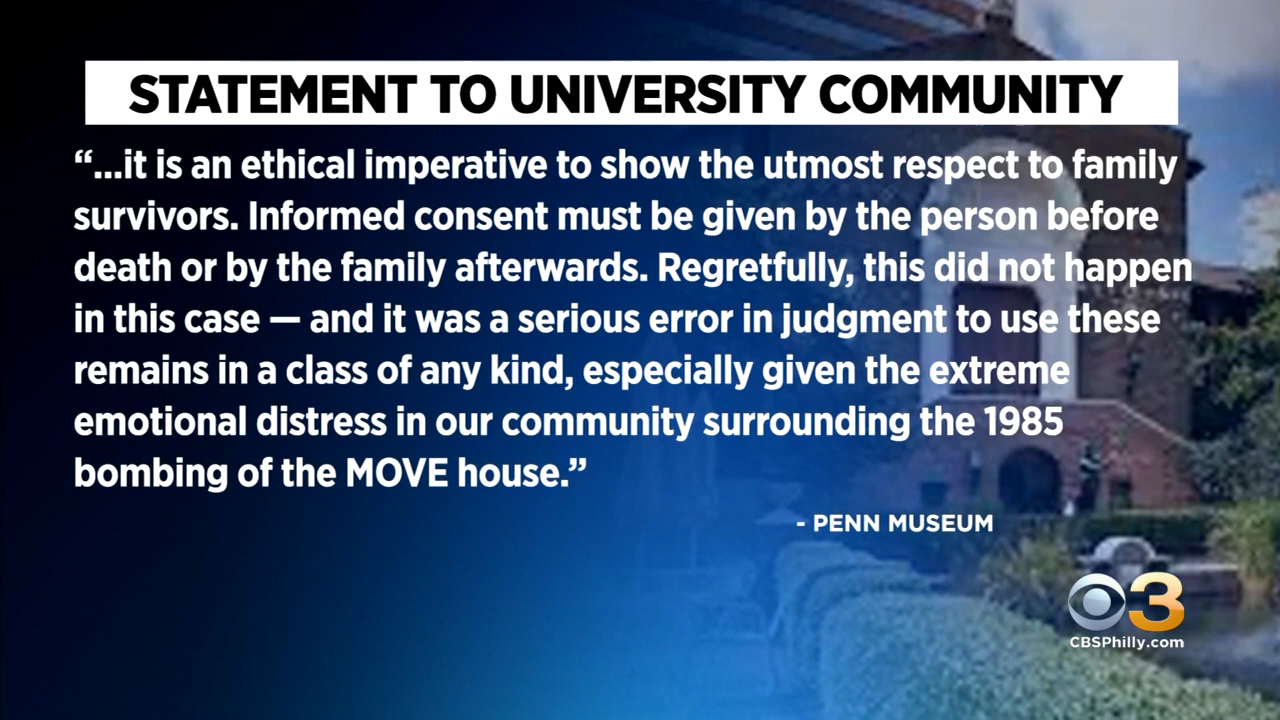 STATEMENT TO UNIVERSITY COMMUNITY
“...it is an ethical imperative to show the utmost respect to family
survivors. Informed consent must be given by the person before
death or by the family afterwards. Regretfully, this did not happen
in this case — and it was a serious error in judgment to use these
remains in a class of any kind, especially given the extreme
emotional distress in our community surrounding the 1985
bombing of the MOVE house.”
- PENN MUSEUM
3
CBSPhilly.com